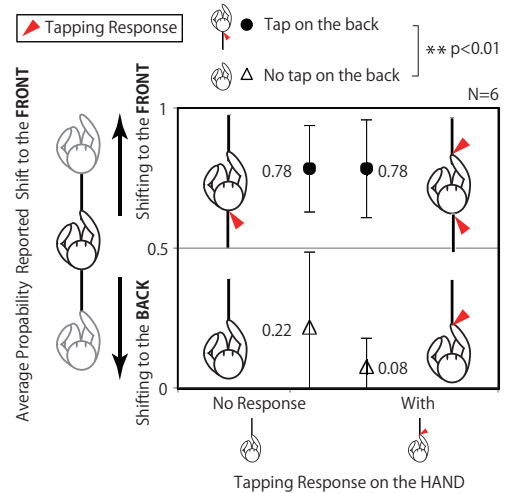 Tapping Response
Tap on the back
No tap on the back
** p<0.01
N=6
Average Propability Reported Shift to the FRONT
Shifting to the FRONT
Shifting to the BACK
1
0.5
0
0.78
0.78
0.22
0.08
No Response
With
Tapping Response on the HAND